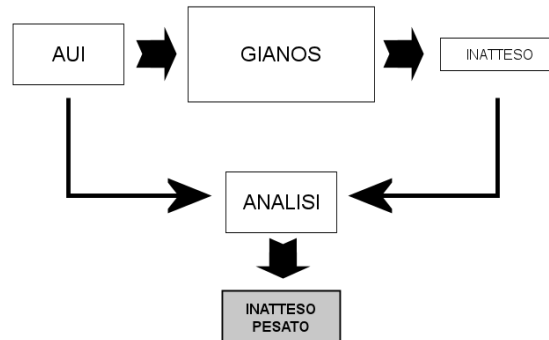 AUI
GIANOS
INATTESO
ANALISI
INATTESO
PESATO